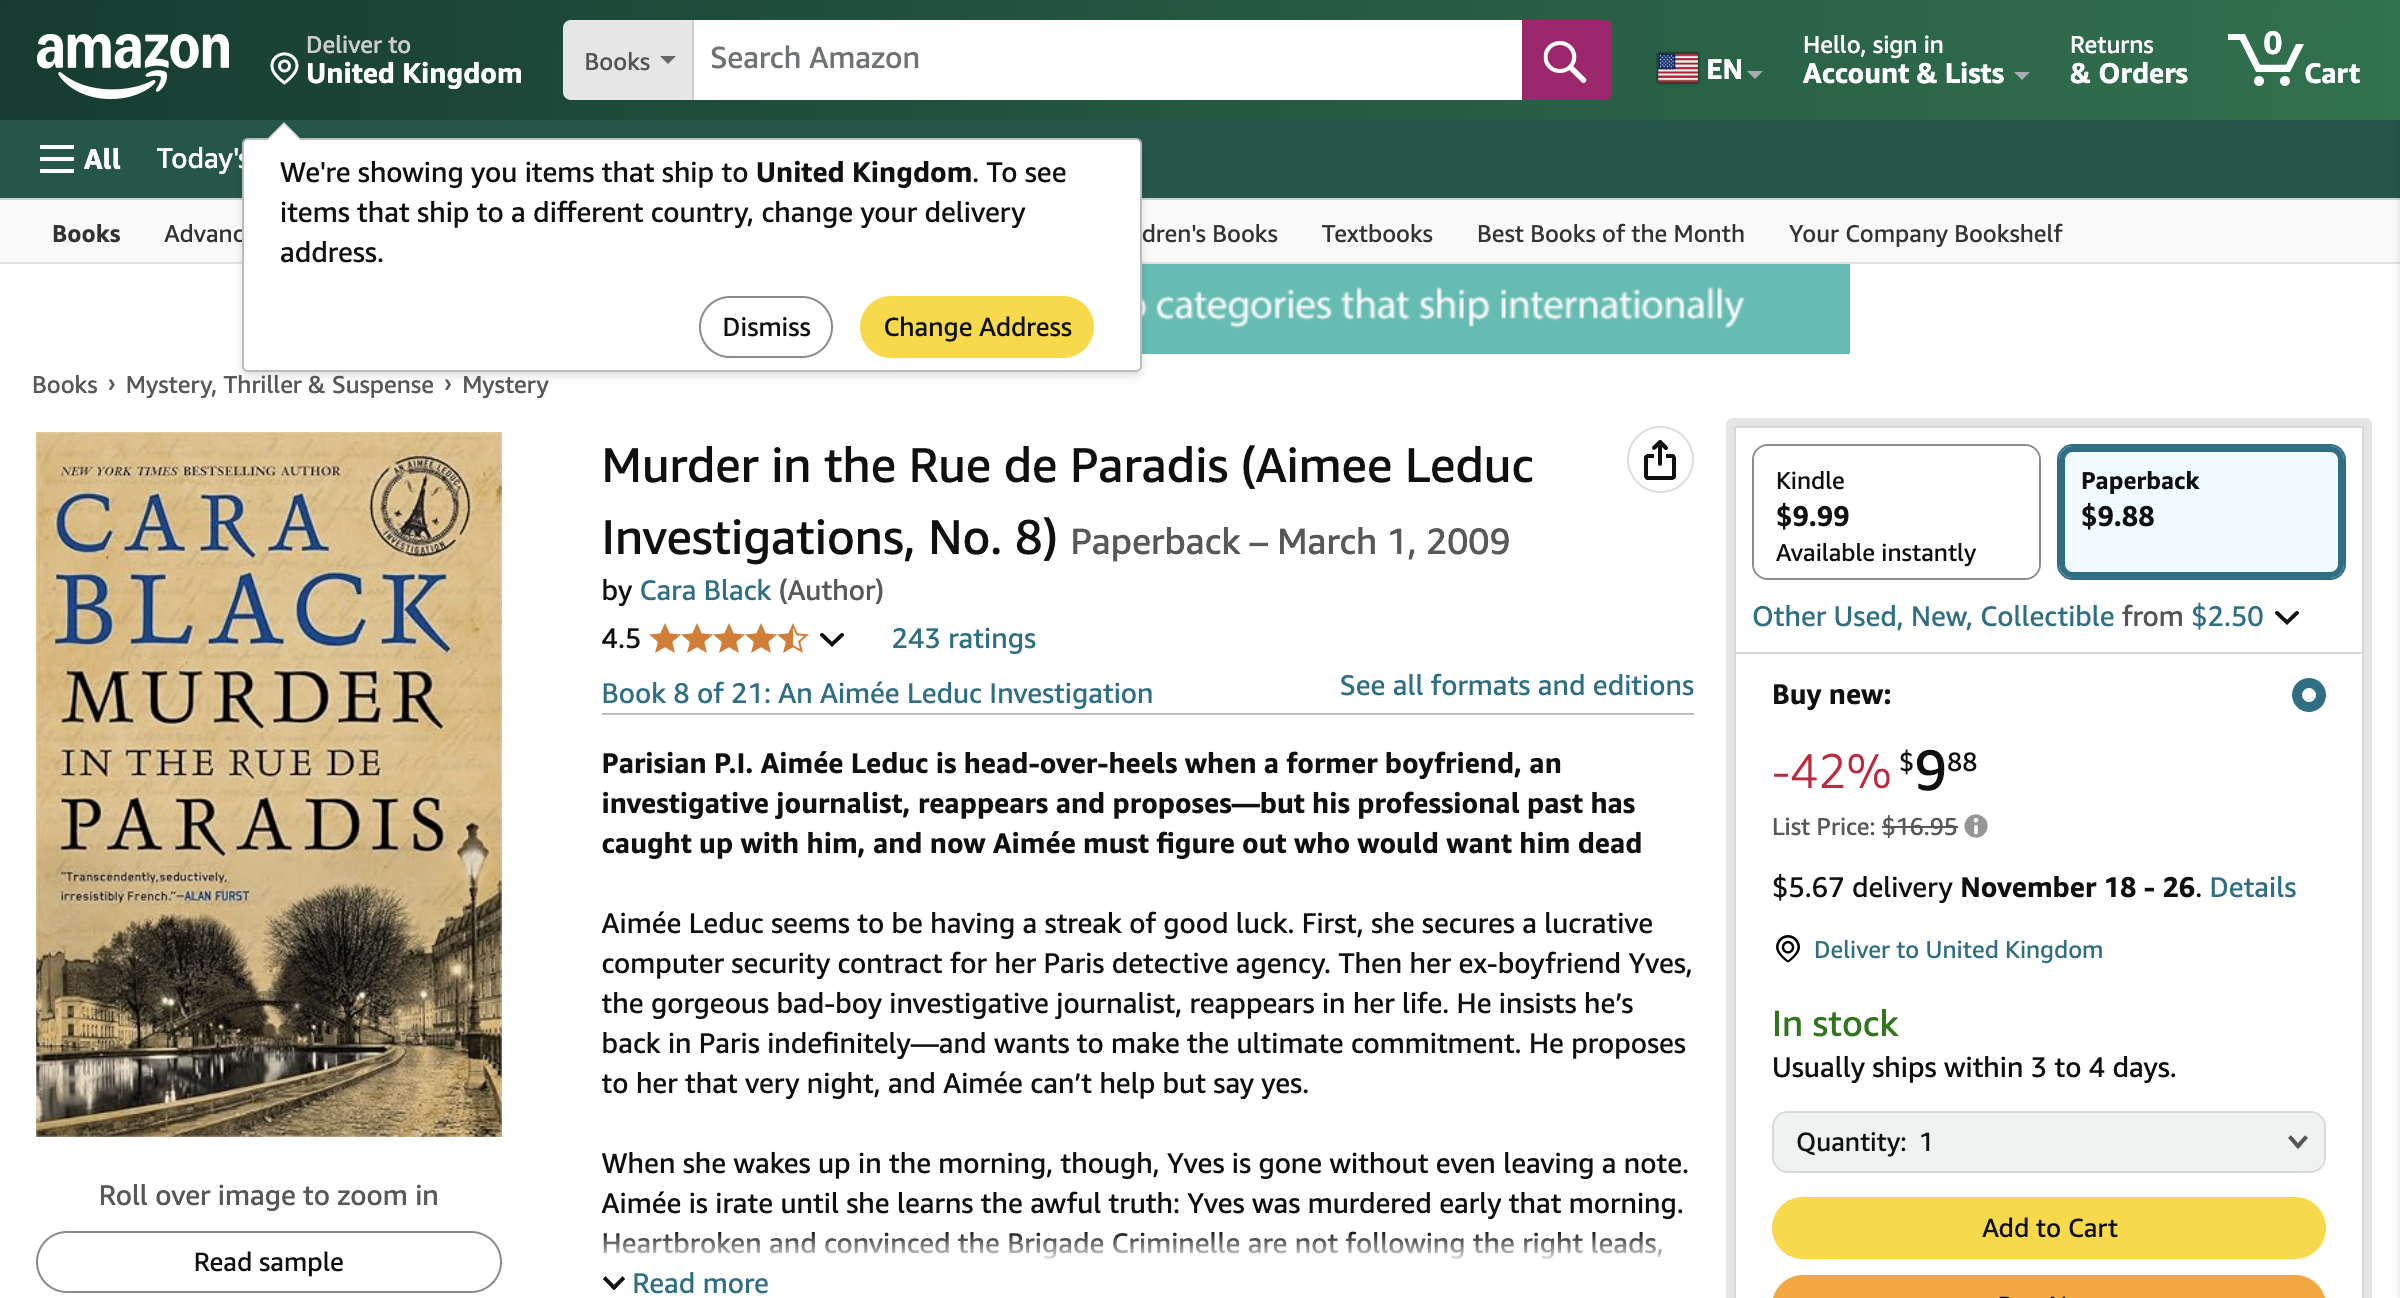 amazon
Deliver to
United Kingdom
Books
Search Amazon
EN
Hello, sign in
Account & Lists
Returns
& Orders
0
Cart
All
Today's
We're showing you items that ship to United Kingdom. To see
items that ship to a different country, change your delivery
address.
Dismiss
Change Address
Books
dren's Books
Textbooks
Best Books of the Month
Your Company Bookshelf
categories that ship internationally
Books › Mystery, Thriller & Suspense › Mystery
NEW YORK TIMES BESTSELLING AUTHOR
AN AIMÉE LEDUC
INVESTIGATION
CARA
BLACK
MURDER
IN THE RUE DE
PARADIS
"Transcendently, seductively,
irresistibly French."—ALAN FURST
Roll over image to zoom in
Read sample
Murder in the Rue de Paradis (Aimee Leduc
Investigations, No. 8) Paperback – March 1, 2009
by Cara Black (Author)
4.5
243 ratings
Book 8 of 21: An Aimée Leduc Investigation
See all formats and editions
Parisian P.I. Aimée Leduc is head-over-heels when a former boyfriend, an
investigative journalist, reappears and proposes—but his professional past has
caught up with him, and now Aimée must figure out who would want him dead
Aimée Leduc seems to be having a streak of good luck. First, she secures a lucrative
computer security contract for her Paris detective agency. Then her ex-boyfriend Yves,
the gorgeous bad-boy investigative journalist, reappears in her life. He insists he’s
back in Paris indefinitely—and wants to make the ultimate commitment. He proposes
to her that very night, and Aimée can’t help but say yes.
When she wakes up in the morning, though, Yves is gone without even leaving a note.
Aimée is irate until she learns the awful truth: Yves was murdered early that morning.
Heartbroken and convinced the Brigade Criminelle are not following the right leads,
Read more
Kindle
$9.99
Available instantly
Paperback
$9.88
Other Used, New, Collectible from $2.50
Buy new:
-42% $9 88
List Price: $16.95
$5.67 delivery November 18 - 26. Details
Deliver to United Kingdom
In stock
Usually ships within 3 to 4 days.
Quantity: 1
Add to Cart